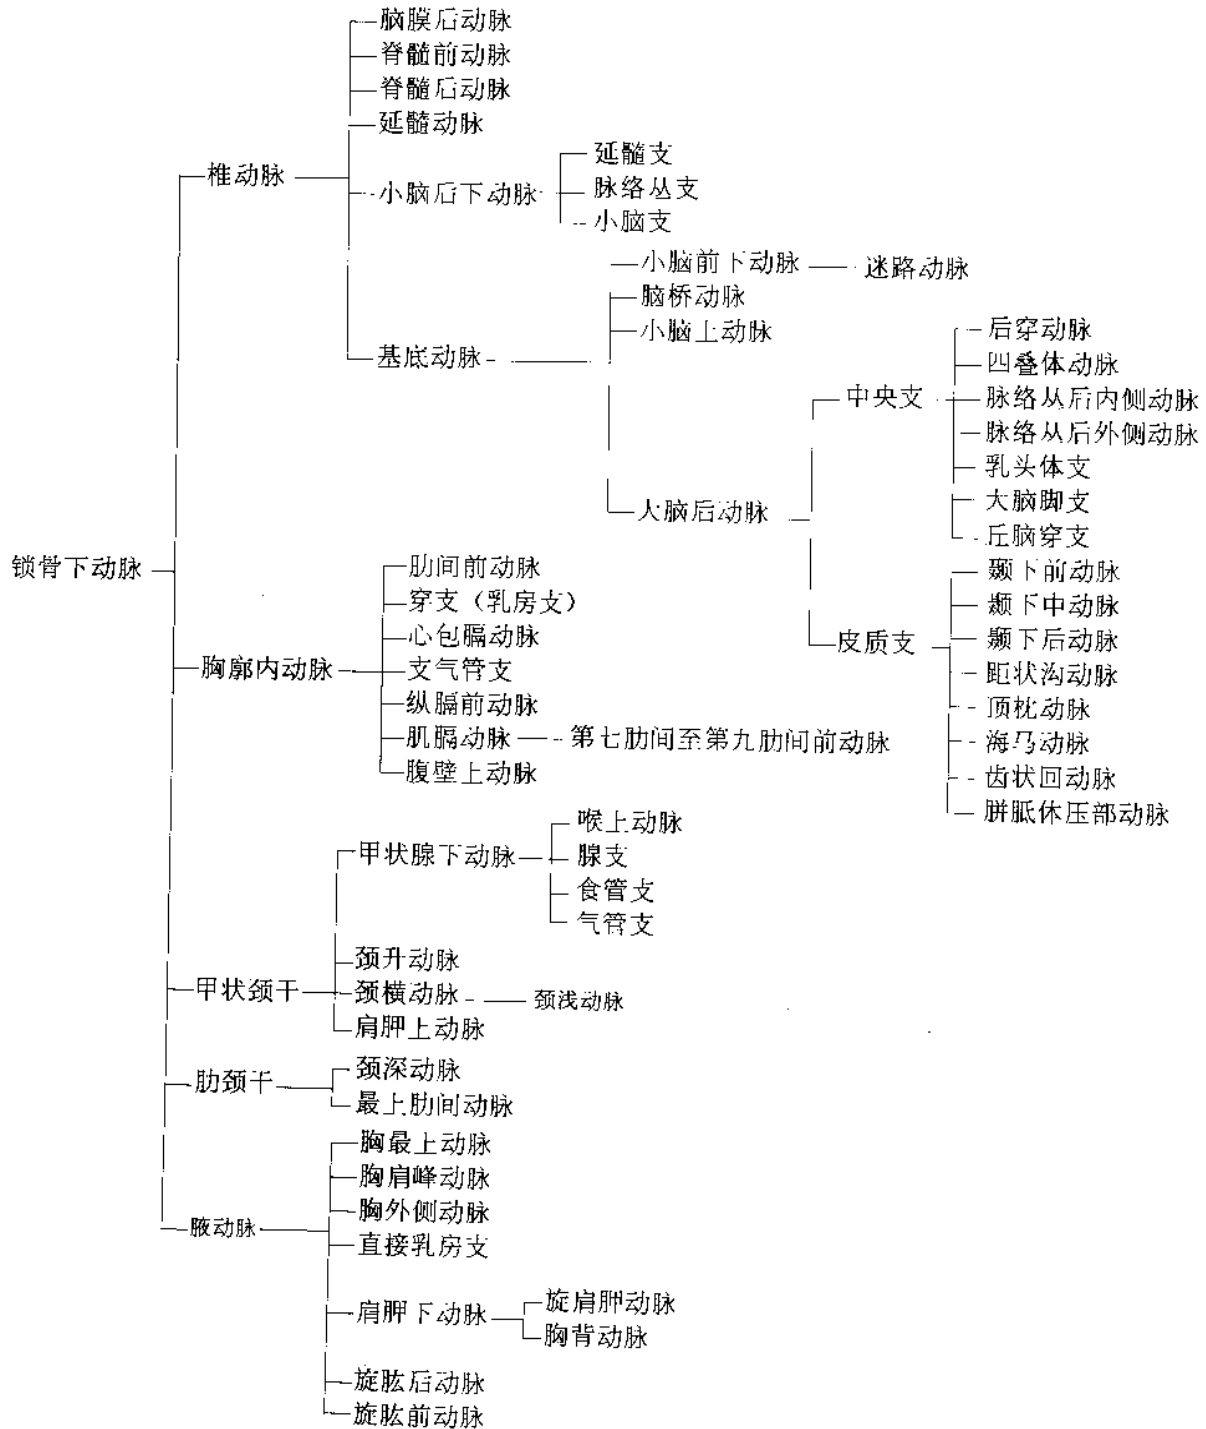 脑膜后动脉
脊髓前动脉
脊髓后动脉
延髓动脉
椎动脉
小脑后下动脉
延髓支
脉络丛支
小脑支
小脑前下动脉
迷路动脉
脑桥动脉
小脑上动脉
基底动脉
大脑后动脉
中央支
后穿动脉
四叠体动脉
脉络从后内侧动脉
脉络从后外侧动脉
乳头体支
大脑脚支
丘脑穿支
皮质支
颞下前动脉
颞下中动脉
颞下后动脉
距状沟动脉
顶枕动脉
海马动脉
齿状回动脉
胼胝体压部动脉
锁骨下动脉
胸廓内动脉
肋间前动脉
穿支（乳房支）
心包膈动脉
支气管支
纵膈前动脉
肌膈动脉
第七肋间至第九肋间前动脉
腹壁上动脉
甲状颈干
甲状腺下动脉
喉上动脉
腺支
食管支
气管支
颈升动脉
颈横动脉
颈浅动脉
肩胛上动脉
肋颈干
颈深动脉
最上肋间动脉
腋动脉
胸最上动脉
胸肩峰动脉
胸外侧动脉
直接乳房支
肩胛下动脉
旋肩胛动脉
胸背动脉
旋肱后动脉
旋肱前动脉